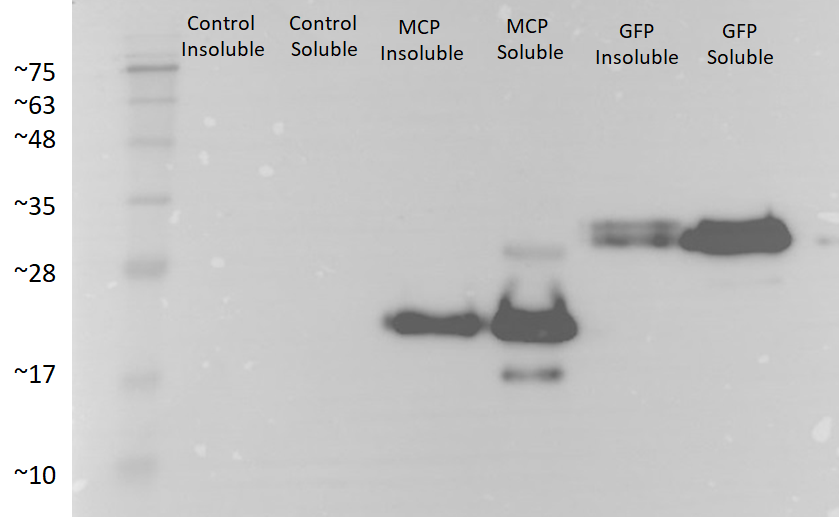 Control
Insoluble
Control
Soluble
MCP
Insoluble
MCP
Soluble
GFP
Insoluble
GFP
Soluble
~75
~63
~48
~35
~28
~17
~10